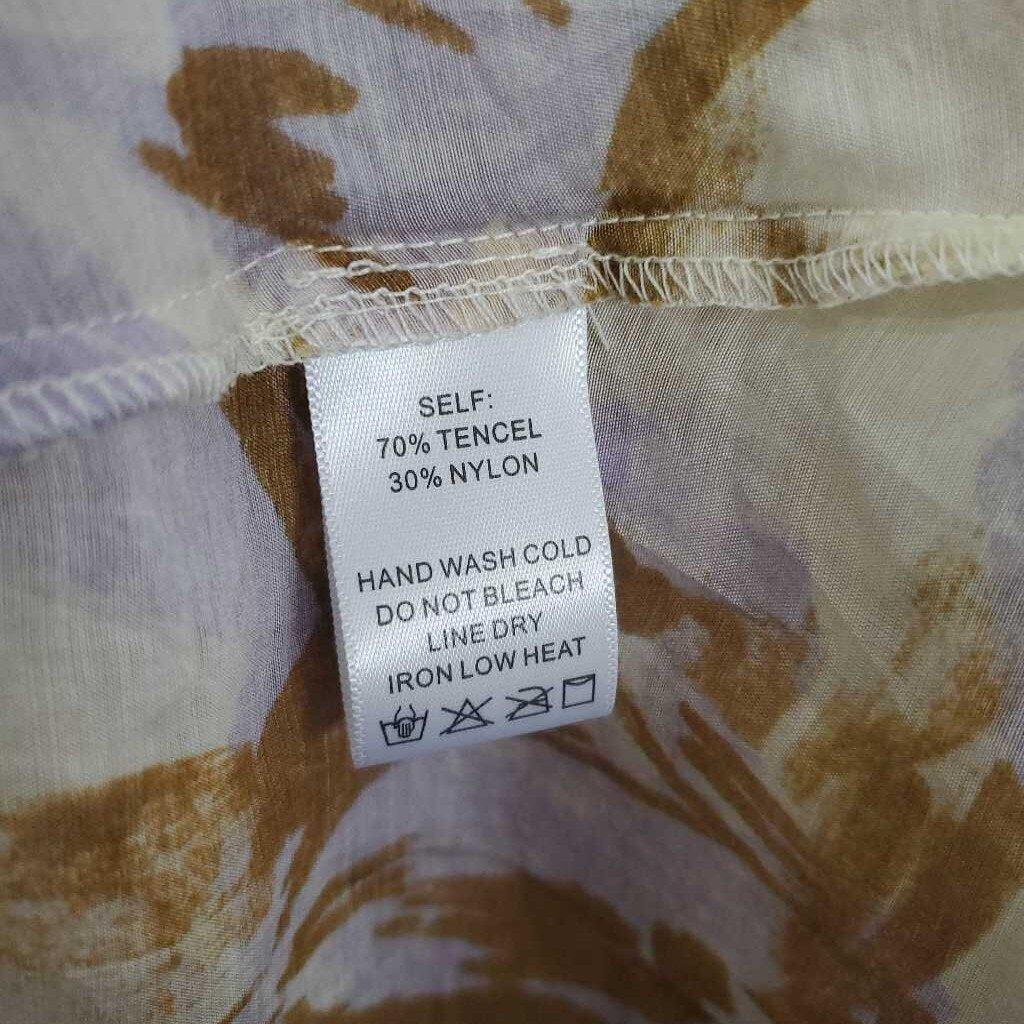 SELF:
70% TENCEL
30% NYLON
HAND WASH COLD
DO NOT BLEACH
LINE DRY
IRON LOW HEAT